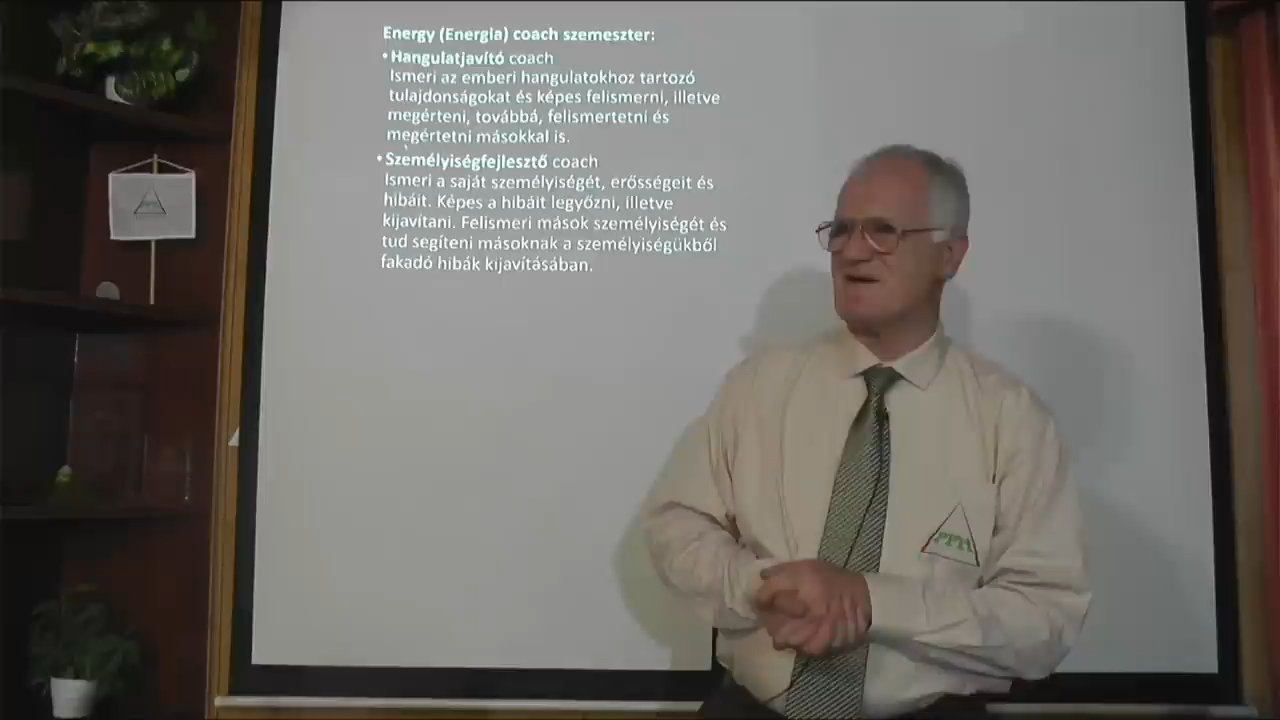 Energy (Energia) coach szemeszter:
• Hangulatjavító coach
Ismeri az emberi hangulatokhoz tartozó
tulajdonságokat és képes felismerni, illetve
megérteni, továbbá, felismertetni és
megértetni másokkal is.
• Személyiségfejlesztő coach
Ismeri a saját személyiségét, erősségeit és
hibáit. Képes a hibáit legyőzni, illetve
kijavítani. Felismeri mások személyiségét és
tud segíteni másoknak a személyiségükből
fakadó hibák kijavításában.